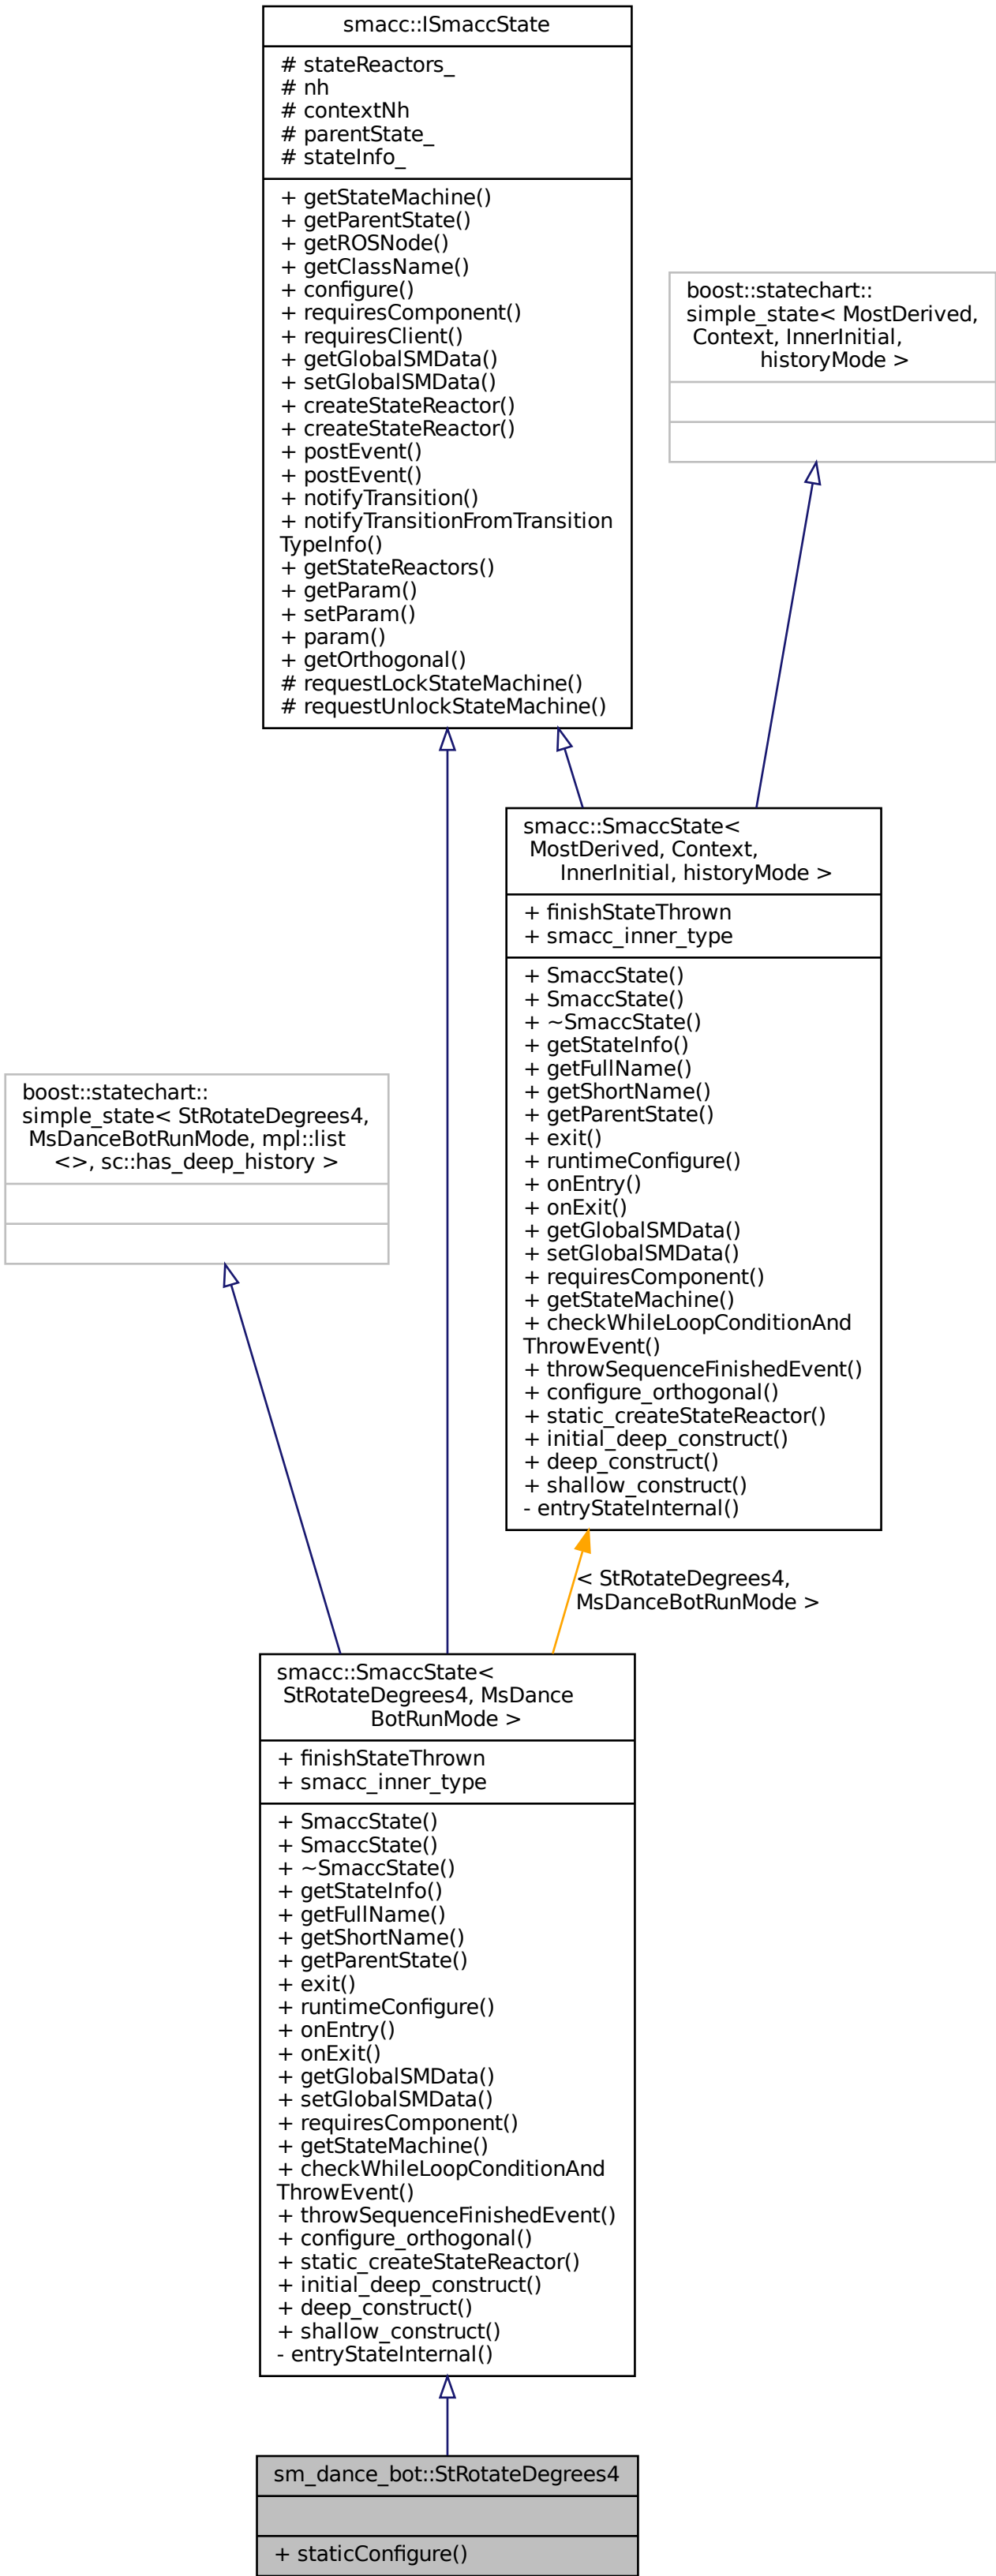 smacc::ISmaccState
# stateReactors_
# nh
# contextNh
# parentState_
# stateInfo_
+ getStateMachine()
+ getParentState()
+ getROSNode()
+ getClassName()
+ configure()
+ requiresComponent()
+ requiresClient()
+ getGlobalSMData()
+ setGlobalSMData()
+ createStateReactor()
+ createStateReactor()
+ postEvent()
+ postEvent()
+ notifyTransition()
+ notifyTransitionFromTransition
TypeInfo()
+ getStateReactors()
+ getParam()
+ setParam()
+ param()
+ getOrthogonal()
# requestLockStateMachine()
# requestUnlockStateMachine()
boost::statechart::
simple_state< MostDerived,
Context, InnerInitial,
historyMode >
smacc::SmaccState<
MostDerived, Context,
InnerInitial, historyMode >
+ finishStateThrown
+ smacc_inner_type
+ SmaccState()
+ SmaccState()
+ ~SmaccState()
+ getStateInfo()
+ getFullName()
+ getShortName()
+ getParentState()
+ exit()
+ runtimeConfigure()
+ onEntry()
+ onExit()
+ getGlobalSMData()
+ setGlobalSMData()
+ requiresComponent()
+ getStateMachine()
+ checkWhileLoopConditionAnd
ThrowEvent()
+ throwSequenceFinishedEvent()
+ configure_orthogonal()
+ static_createStateReactor()
+ initial_deep_construct()
+ deep_construct()
+ shallow_construct()
- entryStateInternal()
boost::statechart::
simple_state< StRotateDegrees4,
MsDanceBotRunMode, mpl::list
<>, sc::has_deep_history >
< StRotateDegrees4,
MsDanceBotRunMode >
smacc::SmaccState<
StRotateDegrees4, MsDance
BotRunMode >
+ finishStateThrown
+ smacc_inner_type
+ SmaccState()
+ SmaccState()
+ ~SmaccState()
+ getStateInfo()
+ getFullName()
+ getShortName()
+ getParentState()
+ exit()
+ runtimeConfigure()
+ onEntry()
+ onExit()
+ getGlobalSMData()
+ setGlobalSMData()
+ requiresComponent()
+ getStateMachine()
+ checkWhileLoopConditionAnd
ThrowEvent()
+ throwSequenceFinishedEvent()
+ configure_orthogonal()
+ static_createStateReactor()
+ initial_deep_construct()
+ deep_construct()
+ shallow_construct()
- entryStateInternal()
sm_dance_bot::StRotateDegrees4
+ staticConfigure()